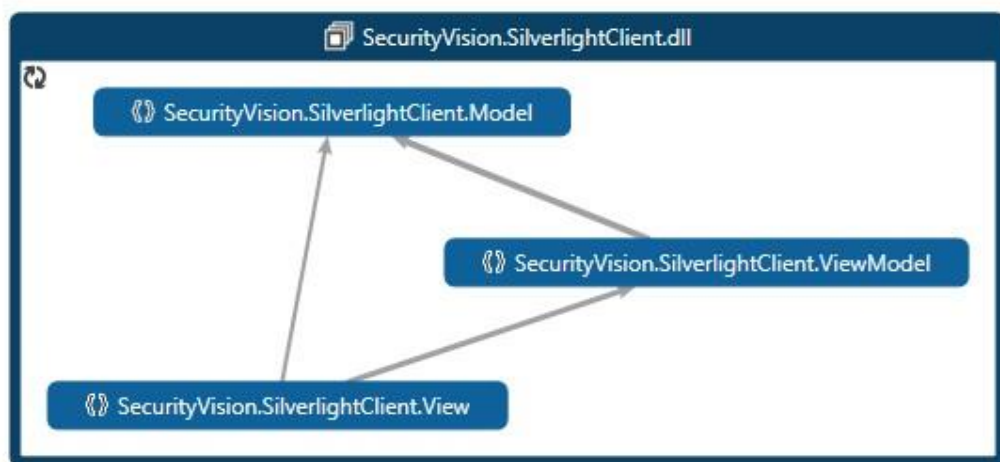 SecurityVision.SilverlightClient.dll
SecurityVision.SilverlightClient.Model
SecurityVision.SilverlightClient.ViewModel
SecurityVision.SilverlightClient.View